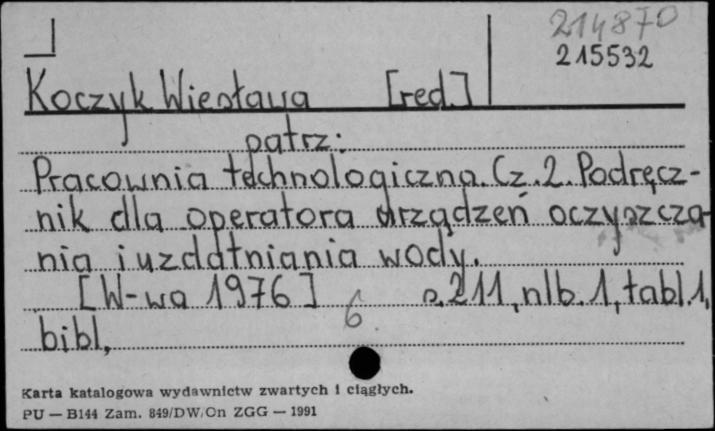 214870
215532
Koczyk Wiesława [red.]
patrz:
Pracownia technologiczna. Cz. 2. Podręcz-
nik dla operatora urządzeń oczyszcza-
nia i uzdatniania wody.
[W-wa 1976] s. 211, nlb. 1, tabl. 1,
6
bibl,
Karta katalogowa wydawnictw zwartych i ciągłych.
PU — B144 Zam. 849/DW/On ZGG — 1991